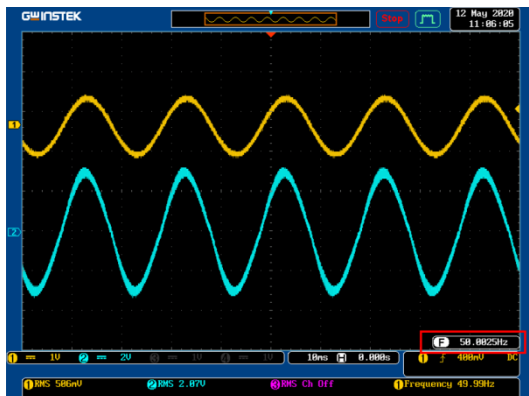 GWINSTEK
Stop
12 May 2020
11:06:05
1
2
F 50.0025Hz
1 1V 2 2V 3 1V 4 1V 10ms H 0.000s 1 400mV DC
1 RMS 506mV 2 RMS 2.07V 3 RMS Ch Off 1 Frequency 49.99Hz